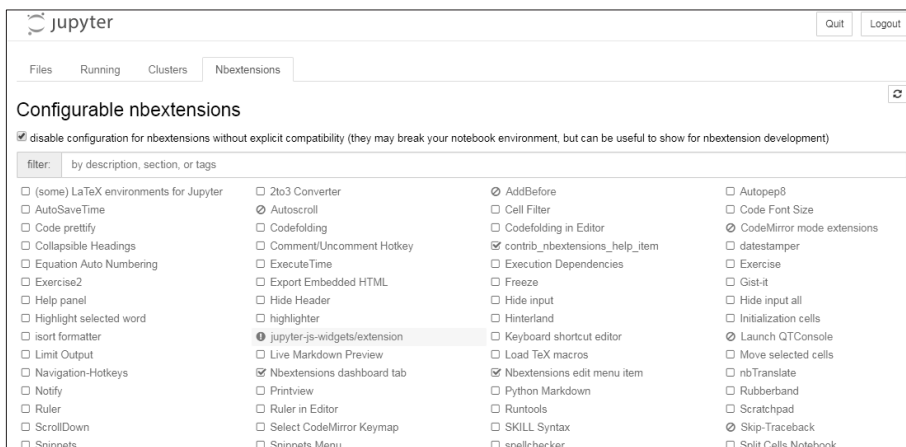 jupyter Quit Logout
Files Running Clusters Nbextensions
Configurable nbextensions
disable configuration for nbextensions without explicit compatibility (they may break your notebook environment, but can be useful to show for nbextension development)
filter: by description, section, or tags
(some) LaTeX environments for Jupyter 2to3 Converter AddBefore Autopep8
AutoSaveTime Autoscroll Cell Filter Code Font Size
Code prettify Codefolding Codefolding in Editor CodeMirror mode extensions
Collapsible Headings Comment/Uncomment Hotkey contrib_nbextensions_help_item datestamper
Equation Auto Numbering ExecuteTime Execution Dependencies Exercise
Exercise2 Export Embedded HTML Freeze Gist-it
Help panel Hide Header Hide input Hide input all
Highlight selected word highlighter Hinterland Initialization cells
isort formatter jupyter-js-widgets/extension Keyboard shortcut editor Launch QTConsole
Limit Output Live Markdown Preview Load TeX macros Move selected cells
Navigation-Hotkeys Nbextensions dashboard tab Nbextensions edit menu item nbTranslate
Notify Printview Python Markdown Rubberband
Ruler Ruler in Editor Runtools Scratchpad
ScrollDown Select CodeMirror Keymap SKILL Syntax Skip-Traceback
Snippets Snippets Menu spellchecker Split Cells Notebook